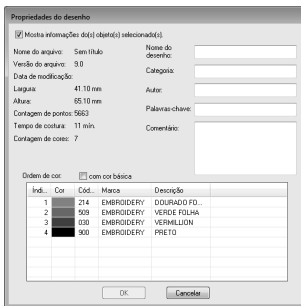 Propriedades do desenho
Mostra informações do(s) objeto(s) selecionado(s).
Nome do arquivo: Sem título
Versão do arquivo: 9.0
Data de modificação:
Largura: 41.10 mm
Altura: 65.10 mm
Contagem de pontos: 5663
Tempo de costura: 11 min.
Contagem de cores: 7
Nome do desenho:
Categoria:
Autor:
Palavras-chave:
Comentário:
Ordem de cor: com cor básica
Índi... Cor Cód... Marca Descrição
1 214 EMBROIDERY DOURADO FO...
2 509 EMBROIDERY VERDE FOLHA
3 030 EMBROIDERY VERMILLION
4 900 EMBROIDERY PRETO
OK Cancelar